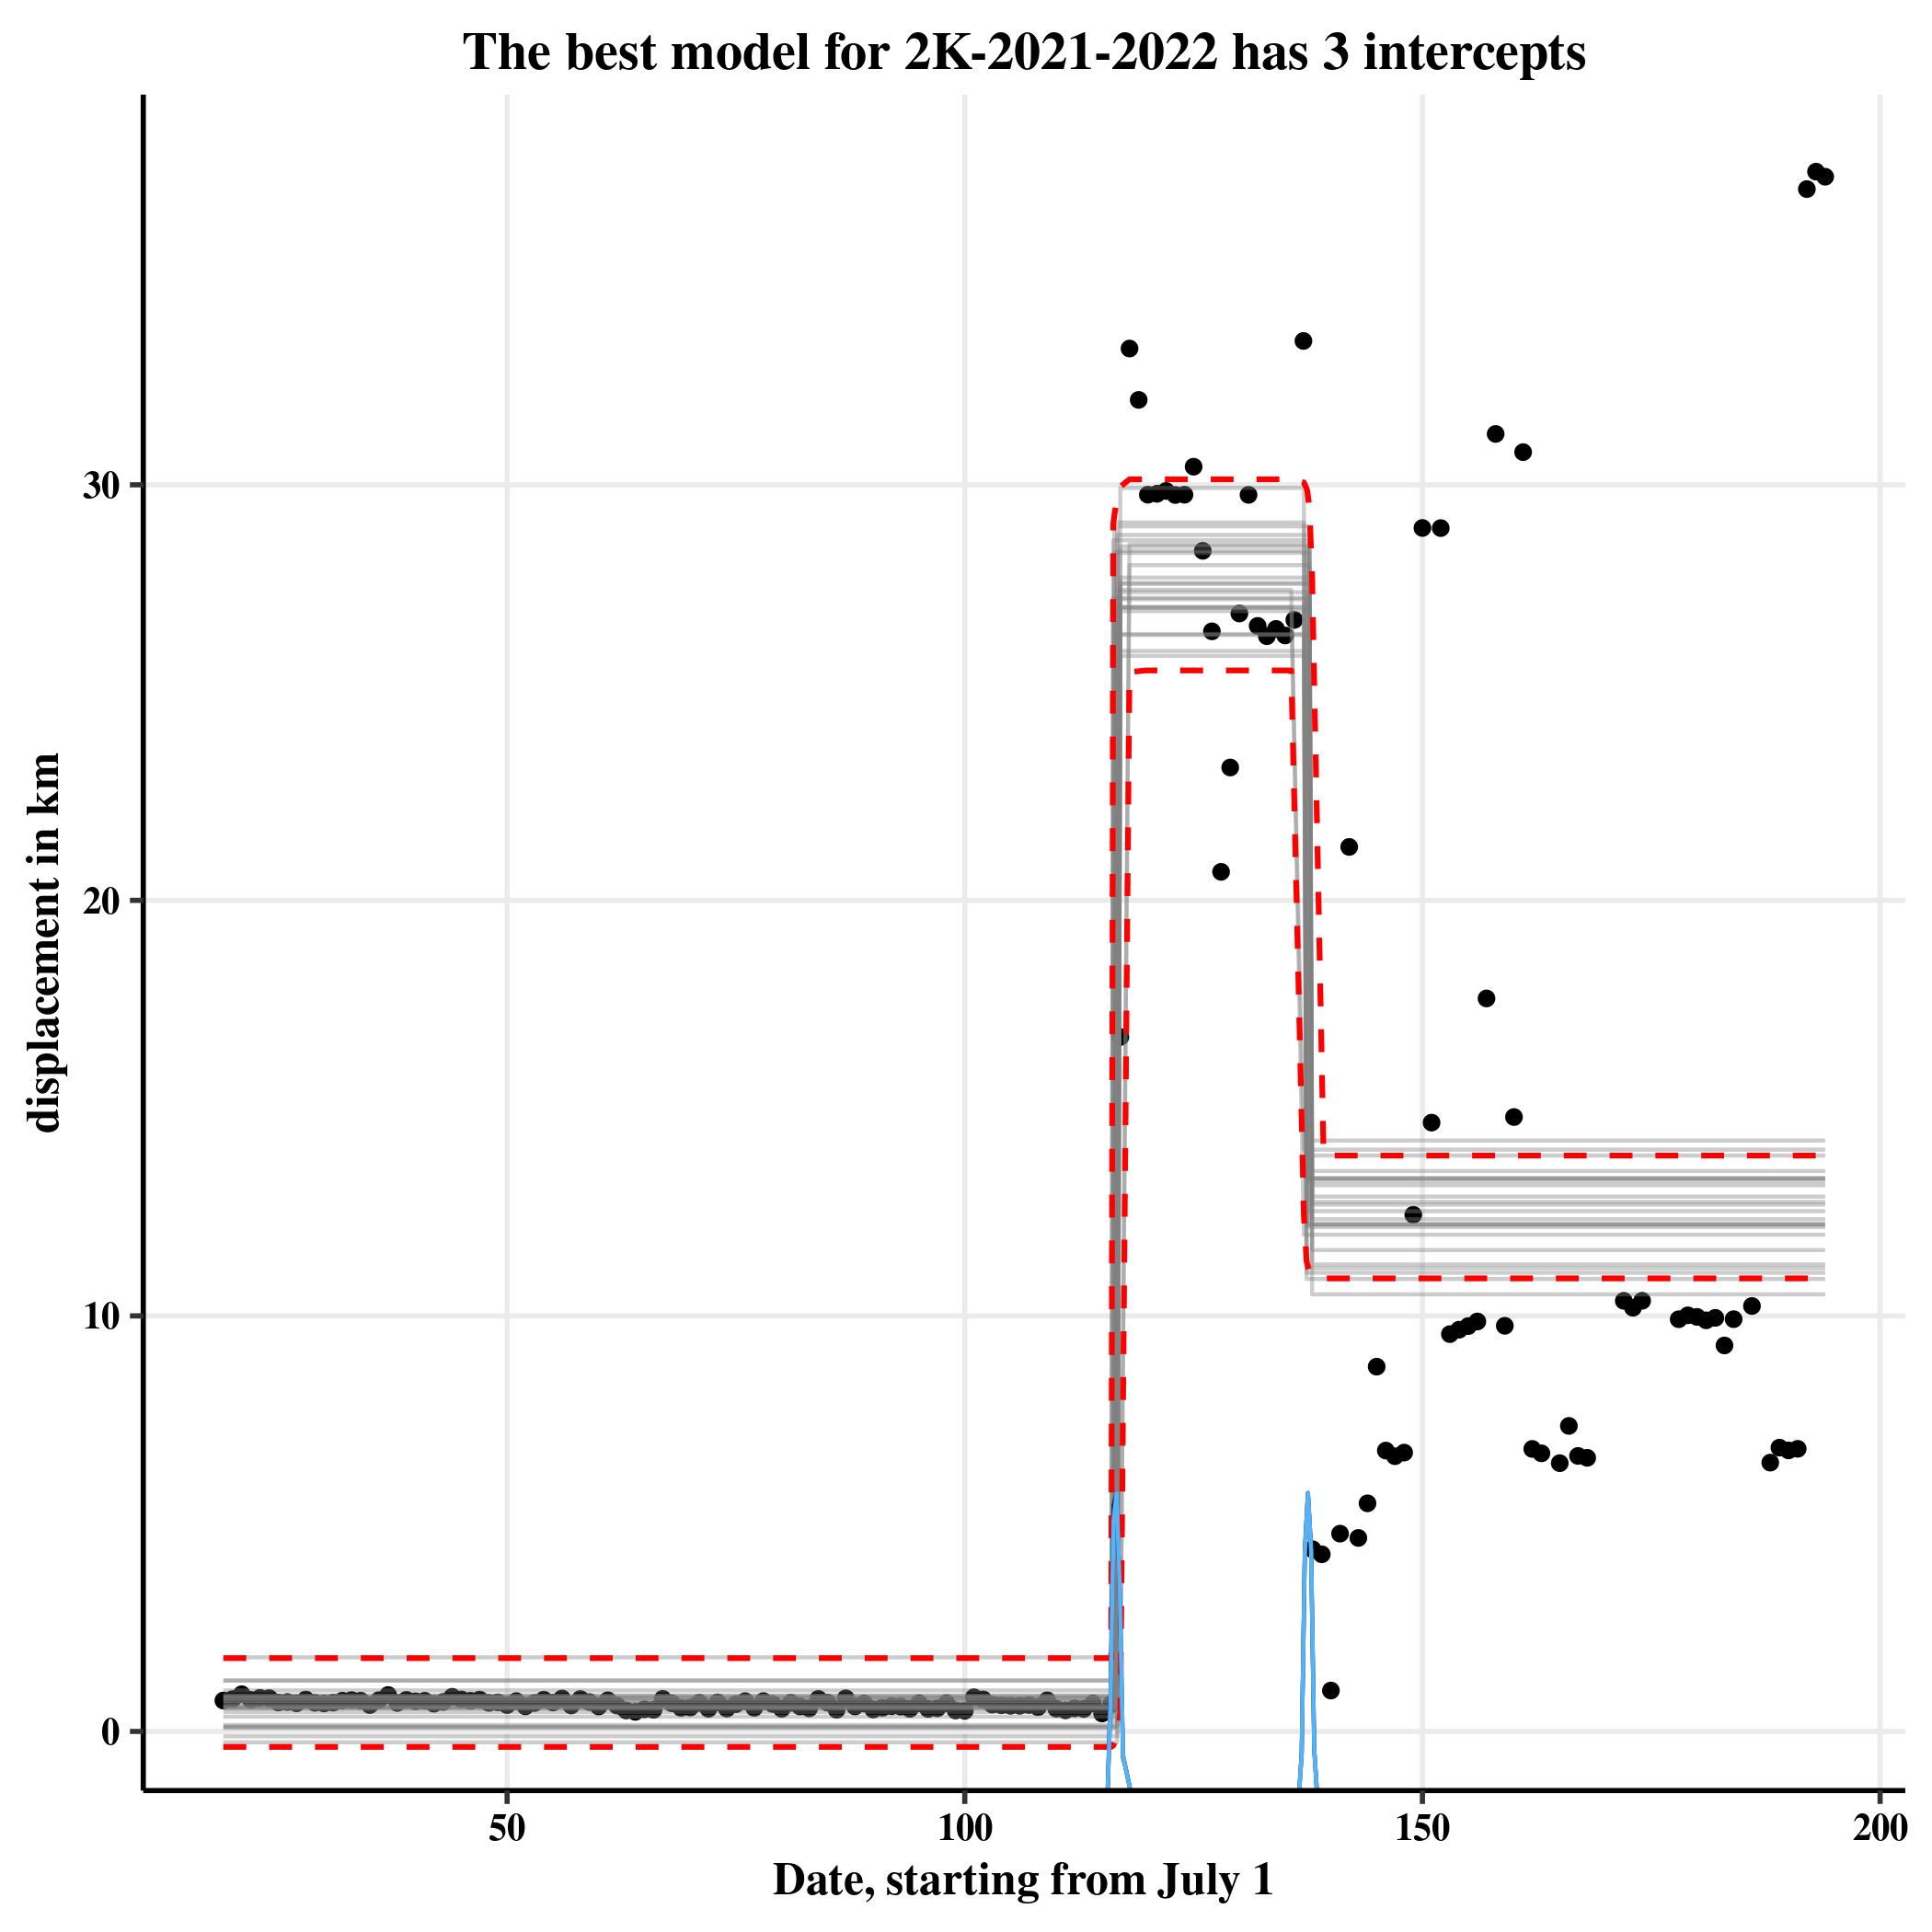 The best model for 2K-2021-2022 has 3 intercepts
displacement in km
30
20
10
0
50
100
150
200
Date, starting from July 1